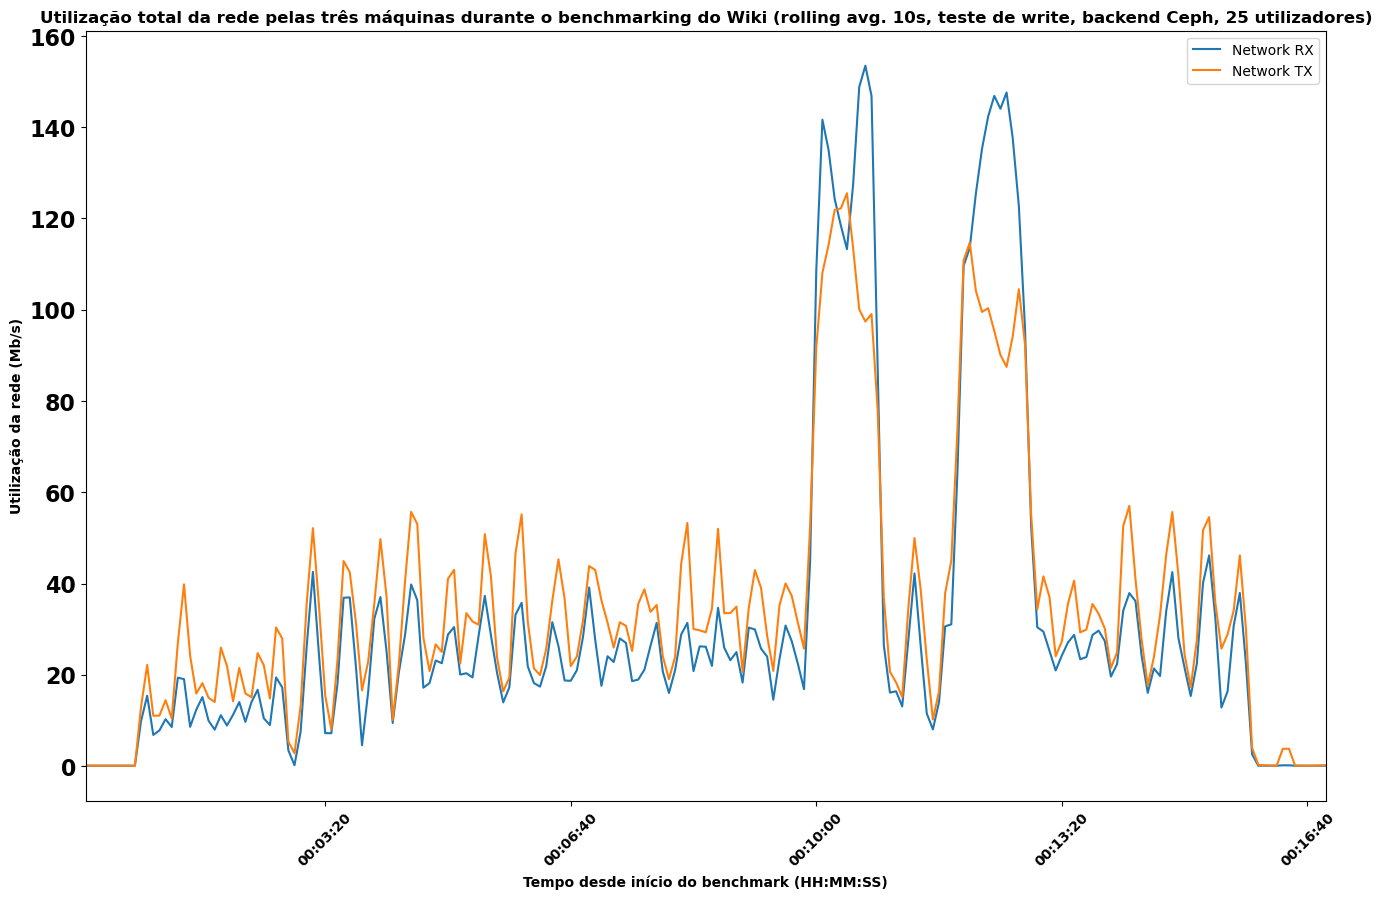 Utilização total da rede pelas três máquinas durante o benchmarking do Wiki (rolling avg. 10s, teste de write, backend Ceph, 25 utilizadores)
Network RX
Network TX
160
140
120
100
80
60
40
20
0
Utilização da rede (Mb/s)
00:03:20
00:06:40
00:10:00
00:13:20
00:16:40
Tempo desde início do benchmark (HH:MM:SS)